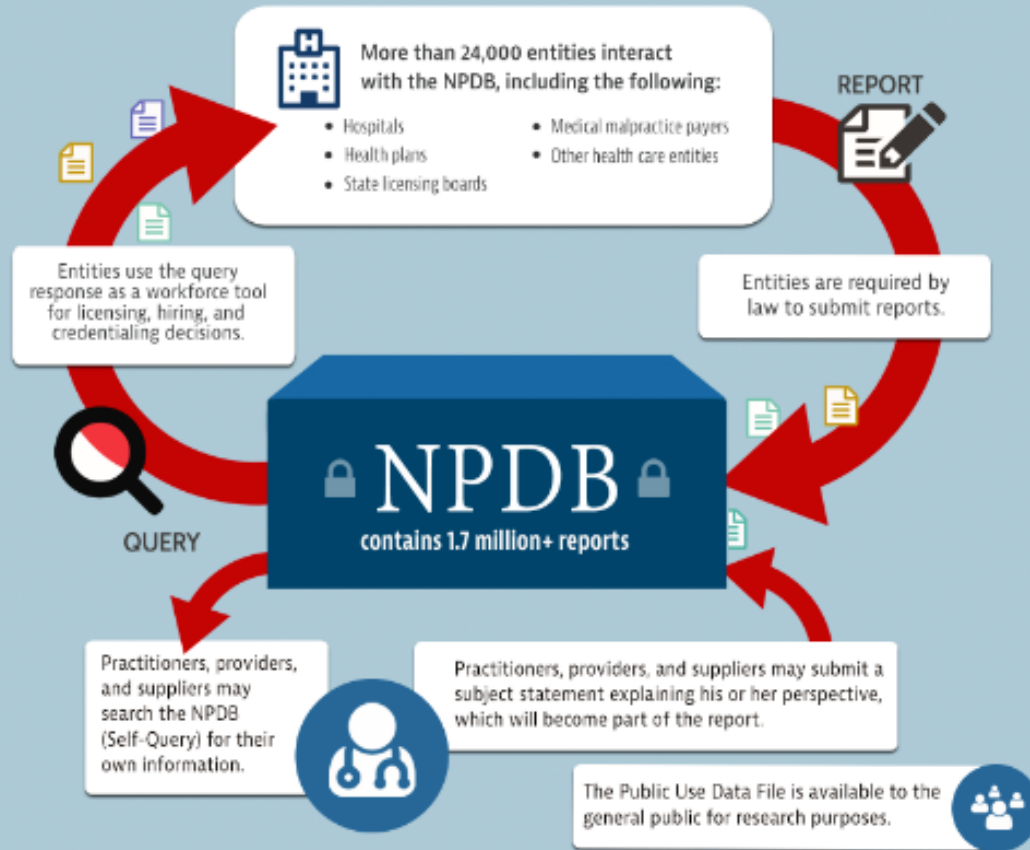 More than 24,000 entities interact
with the NPDB, including the following:
• Hospitals
• Health plans
• State licensing boards
• Medical malpractice payers
• Other health care entities
REPORT
Entities are required by
law to submit reports.
Entities use the query
response as a workforce tool
for licensing, hiring, and
credentialing decisions.
QUERY
NPDB
contains 1.7 million+ reports
Practitioners, providers,
and suppliers may
search the NPDB
(Self-Query) for their
own information.
Practitioners, providers, and suppliers may submit a
subject statement explaining his or her perspective,
which will become part of the report.
The Public Use Data File is available to the
general public for research purposes.
H